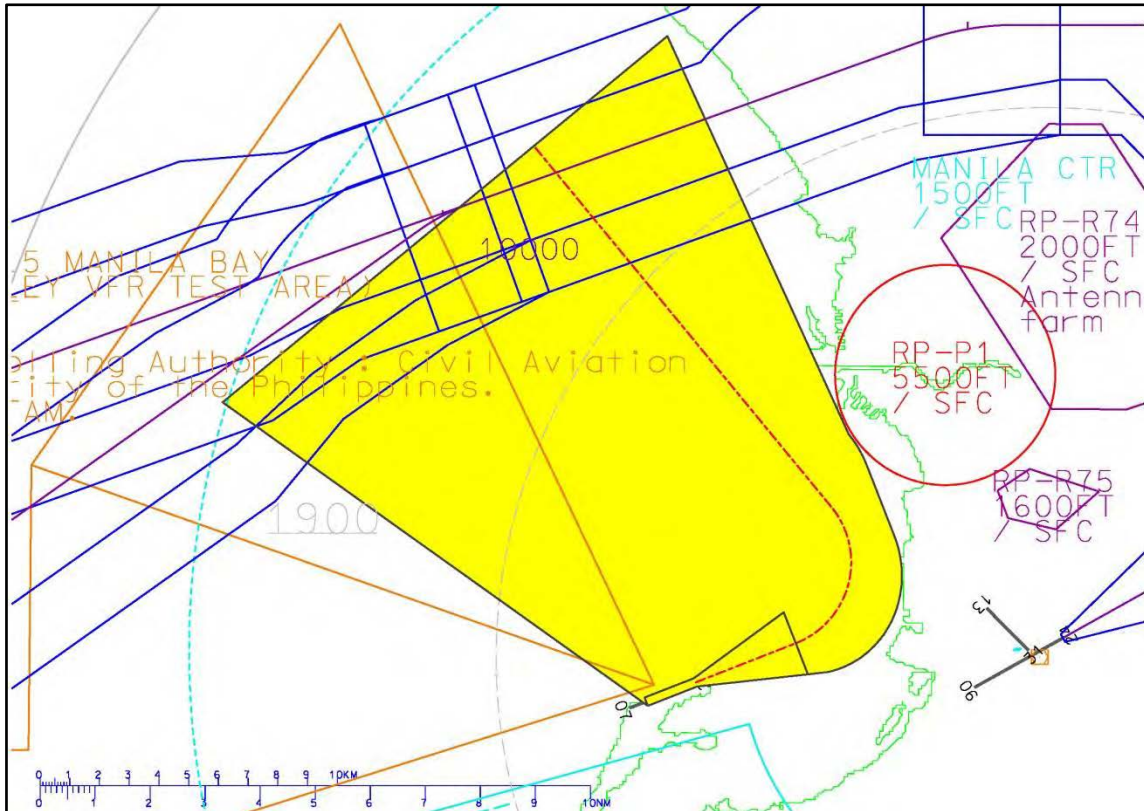 MANILA CTR
1500FT
/ SFC
RP-R74
2000FT
/ SFC
Antenn
farm
10000
5 MANILA BAY
LEY VFR TEST AREA)
olling Authority : Civil Aviation
rity of the Philippines.
AM.
RP-P1
5500FT
/ SFC
1900
RP-R75
1600FT
/ SFC
13
06
07
0 1 2 3 4 5 6 7 8 9 10KM
0 1 2 3 4 5 6 7 8 9 10NM